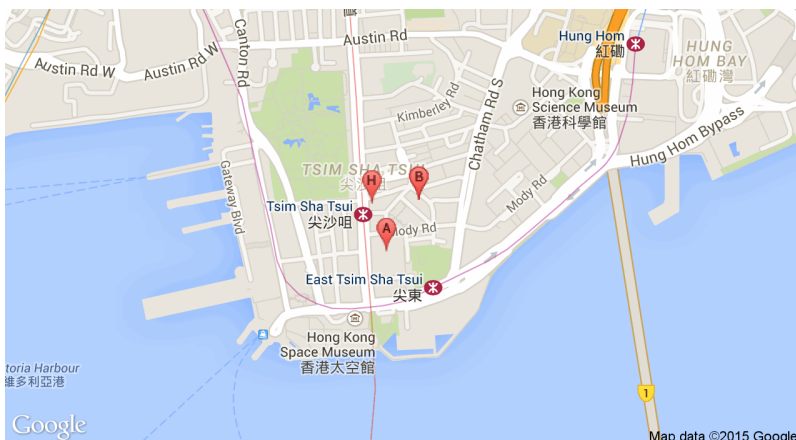 Austin Rd
Hung Hom
紅磡
HUNG
HOM BAY
紅磡灣
Canton Rd
Austin Rd W
Austin Rd W
Kimberley Rd
Hong Kong
Science Museum
香港科學館
Chatham Rd S
Hung Hom Bypass
TSIM SHA TSUI
尖沙咀
H
B
Gateway Blvd
Tsim Sha Tsui
尖沙咀
Mody Rd
A
Mody Rd
East Tsim Sha Tsui
尖東
Hong Kong
Space Museum
香港太空館
toria Harbour
維多利亞港
1
Google
Map data ©2015 Google